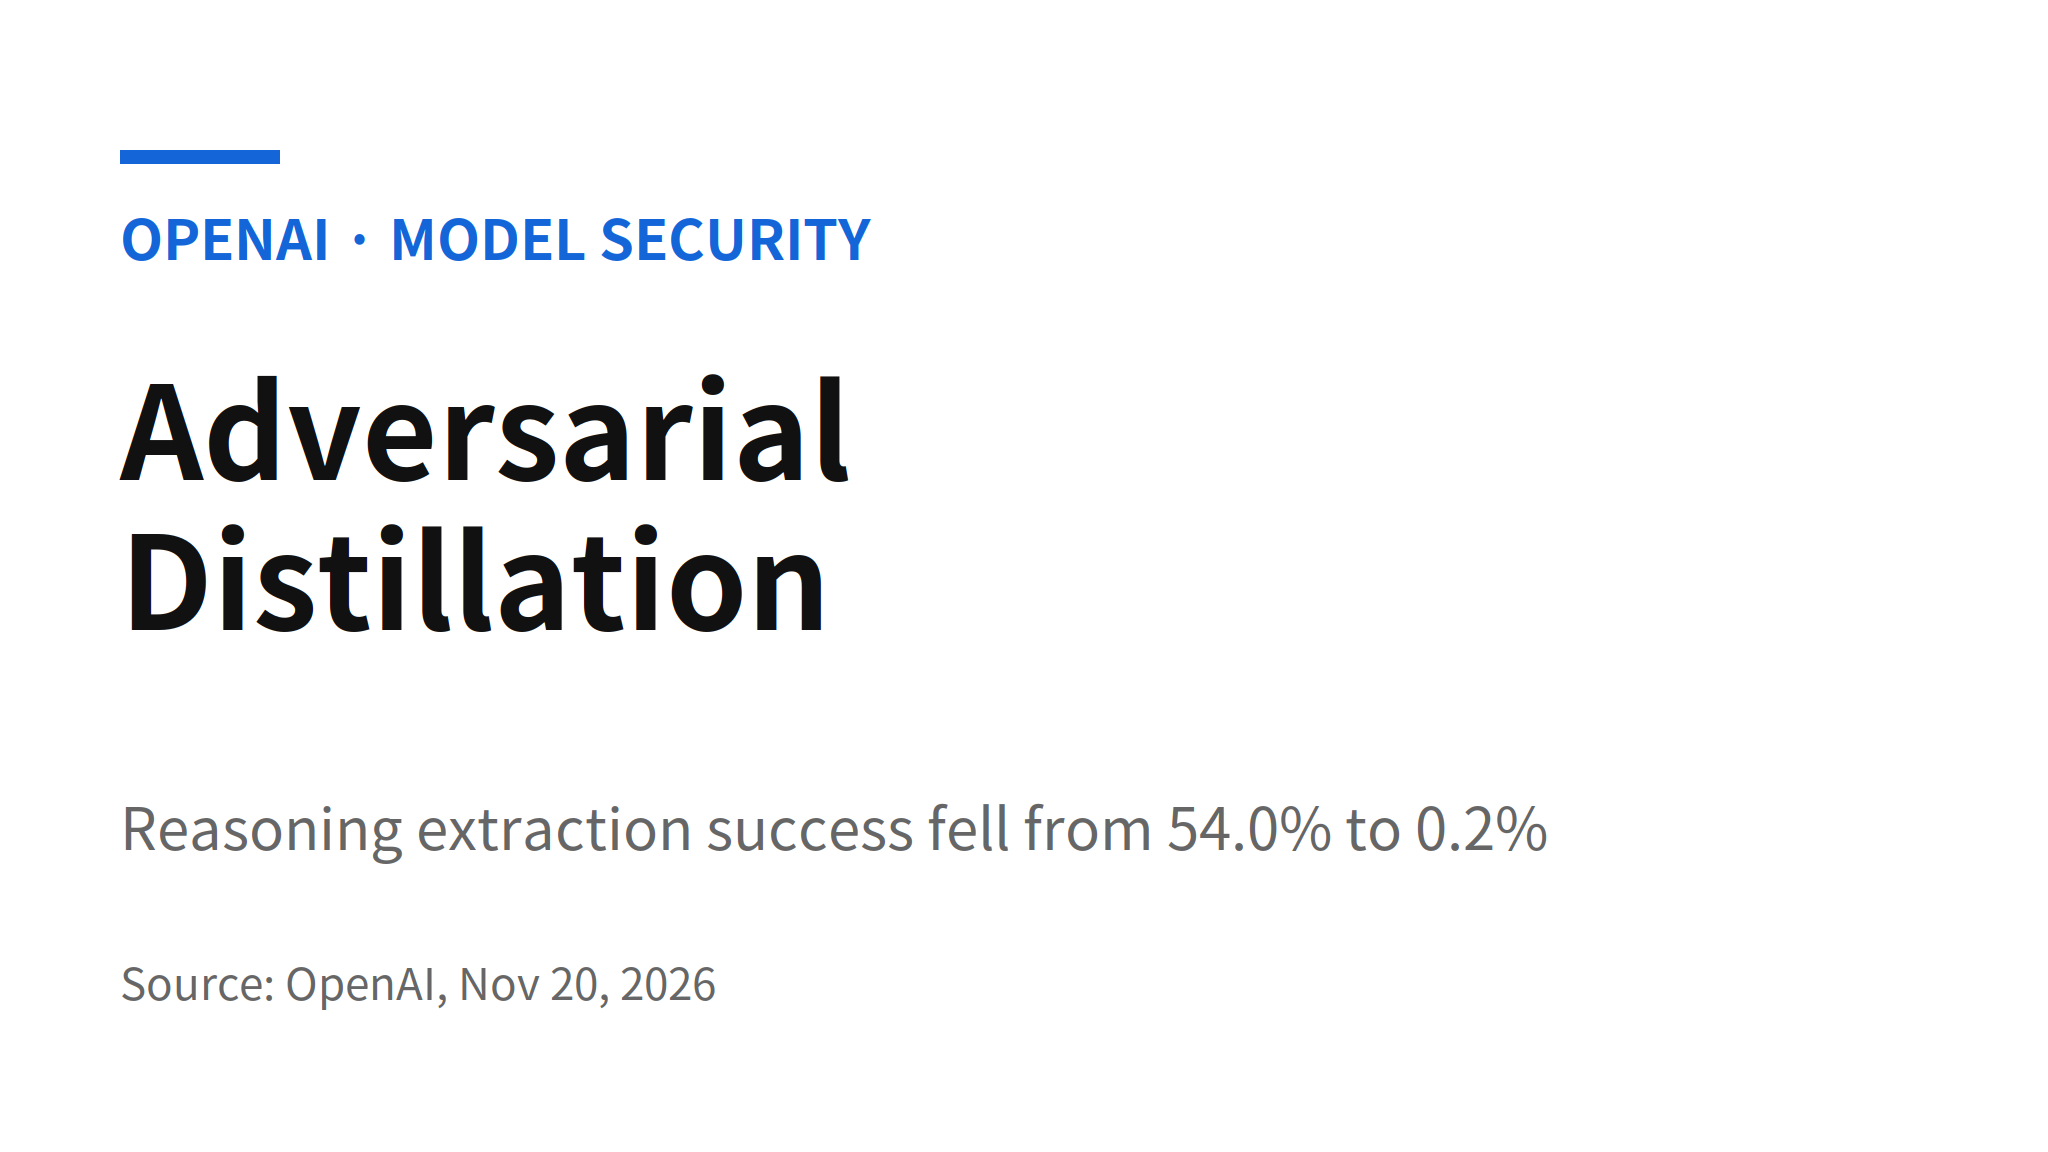 OPENAI · MODEL SECURITY
Adversarial
Distillation
Reasoning extraction success fell from 54.0% to 0.2%
Source: OpenAI, Nov 20, 2026